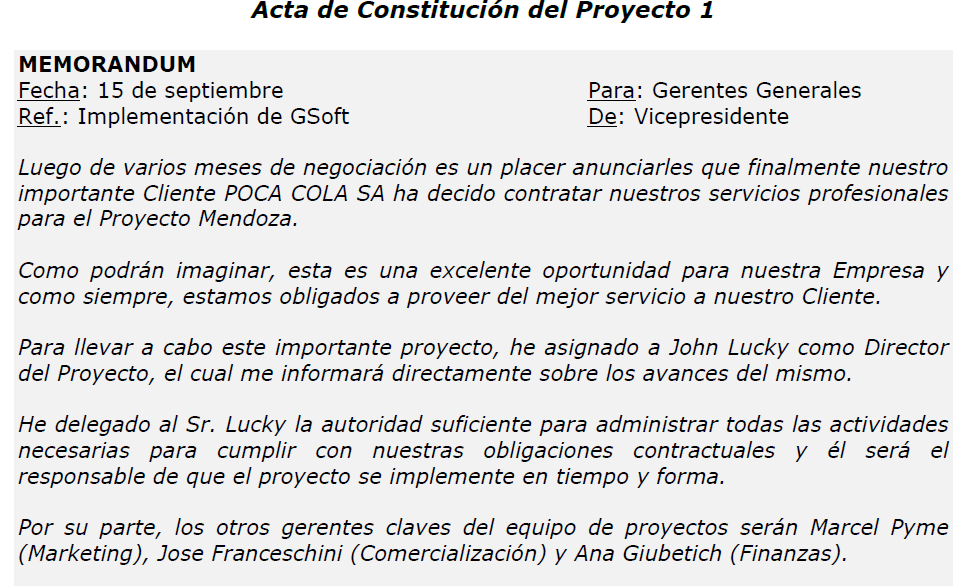 Acta de Constitución del Proyecto 1
MEMORANDUM
Fecha: 15 de septiembre Para: Gerentes Generales
Ref.: Implementación de GSoft De: Vicepresidente
Luego de varios meses de negociación es un placer anunciarles que finalmente nuestro
importante Cliente POCA COLA SA ha decido contratar nuestros servicios profesionales
para el Proyecto Mendoza.
Como podrán imaginar, esta es una excelente oportunidad para nuestra Empresa y
como siempre, estamos obligados a proveer del mejor servicio a nuestro Cliente.
Para llevar a cabo este importante proyecto, he asignado a John Lucky como Director
del Proyecto, el cual me informará directamente sobre los avances del mismo.
He delegado al Sr. Lucky la autoridad suficiente para administrar todas las actividades
necesarias para cumplir con nuestras obligaciones contractuales y él será el
responsable de que el proyecto se implemente en tiempo y forma.
Por su parte, los otros gerentes claves del equipo de proyectos serán Marcel Pyme
(Marketing), Jose Franceschini (Comercialización) y Ana Giubetich (Finanzas).